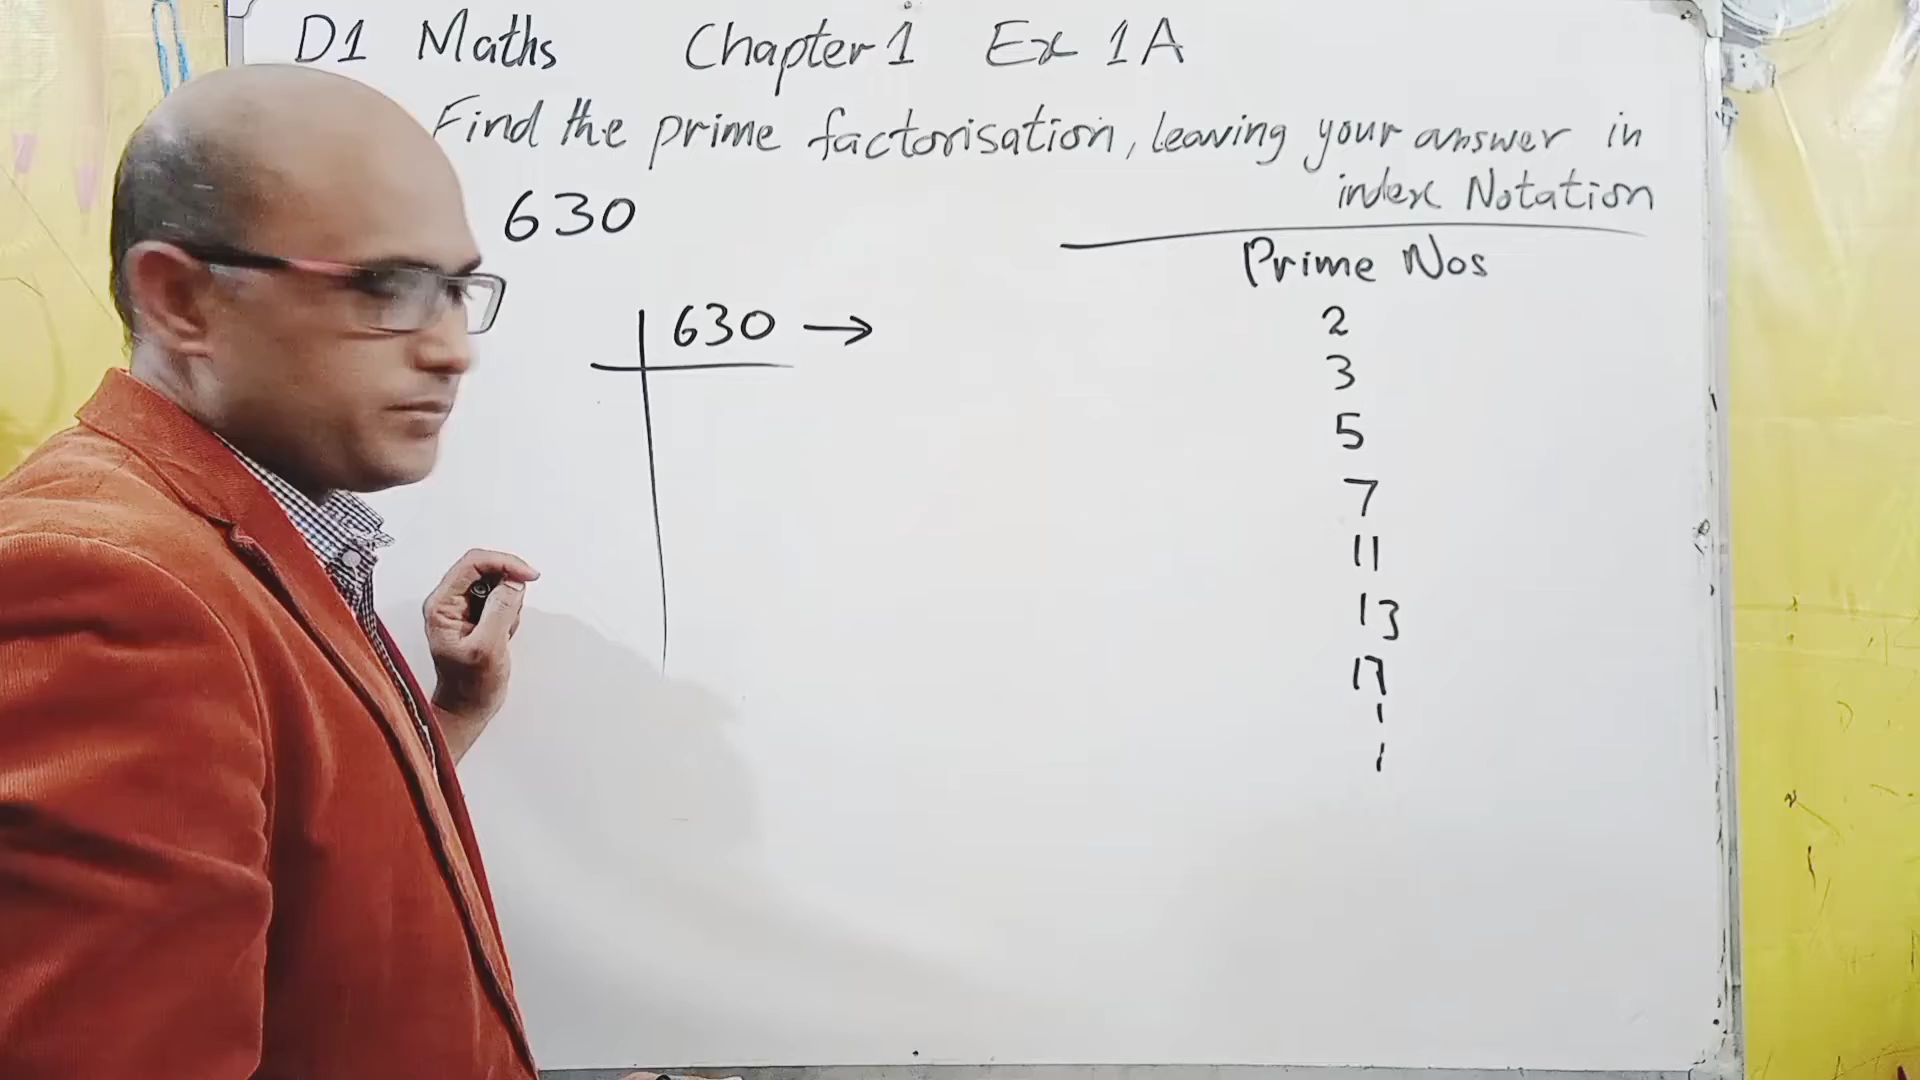 D1 Maths Chapter 1 Ex 1A
Find the prime factorisation, leaving your answer in
index Notation
630
Prime Nos
630 →
2
3
5
7
11
13
17